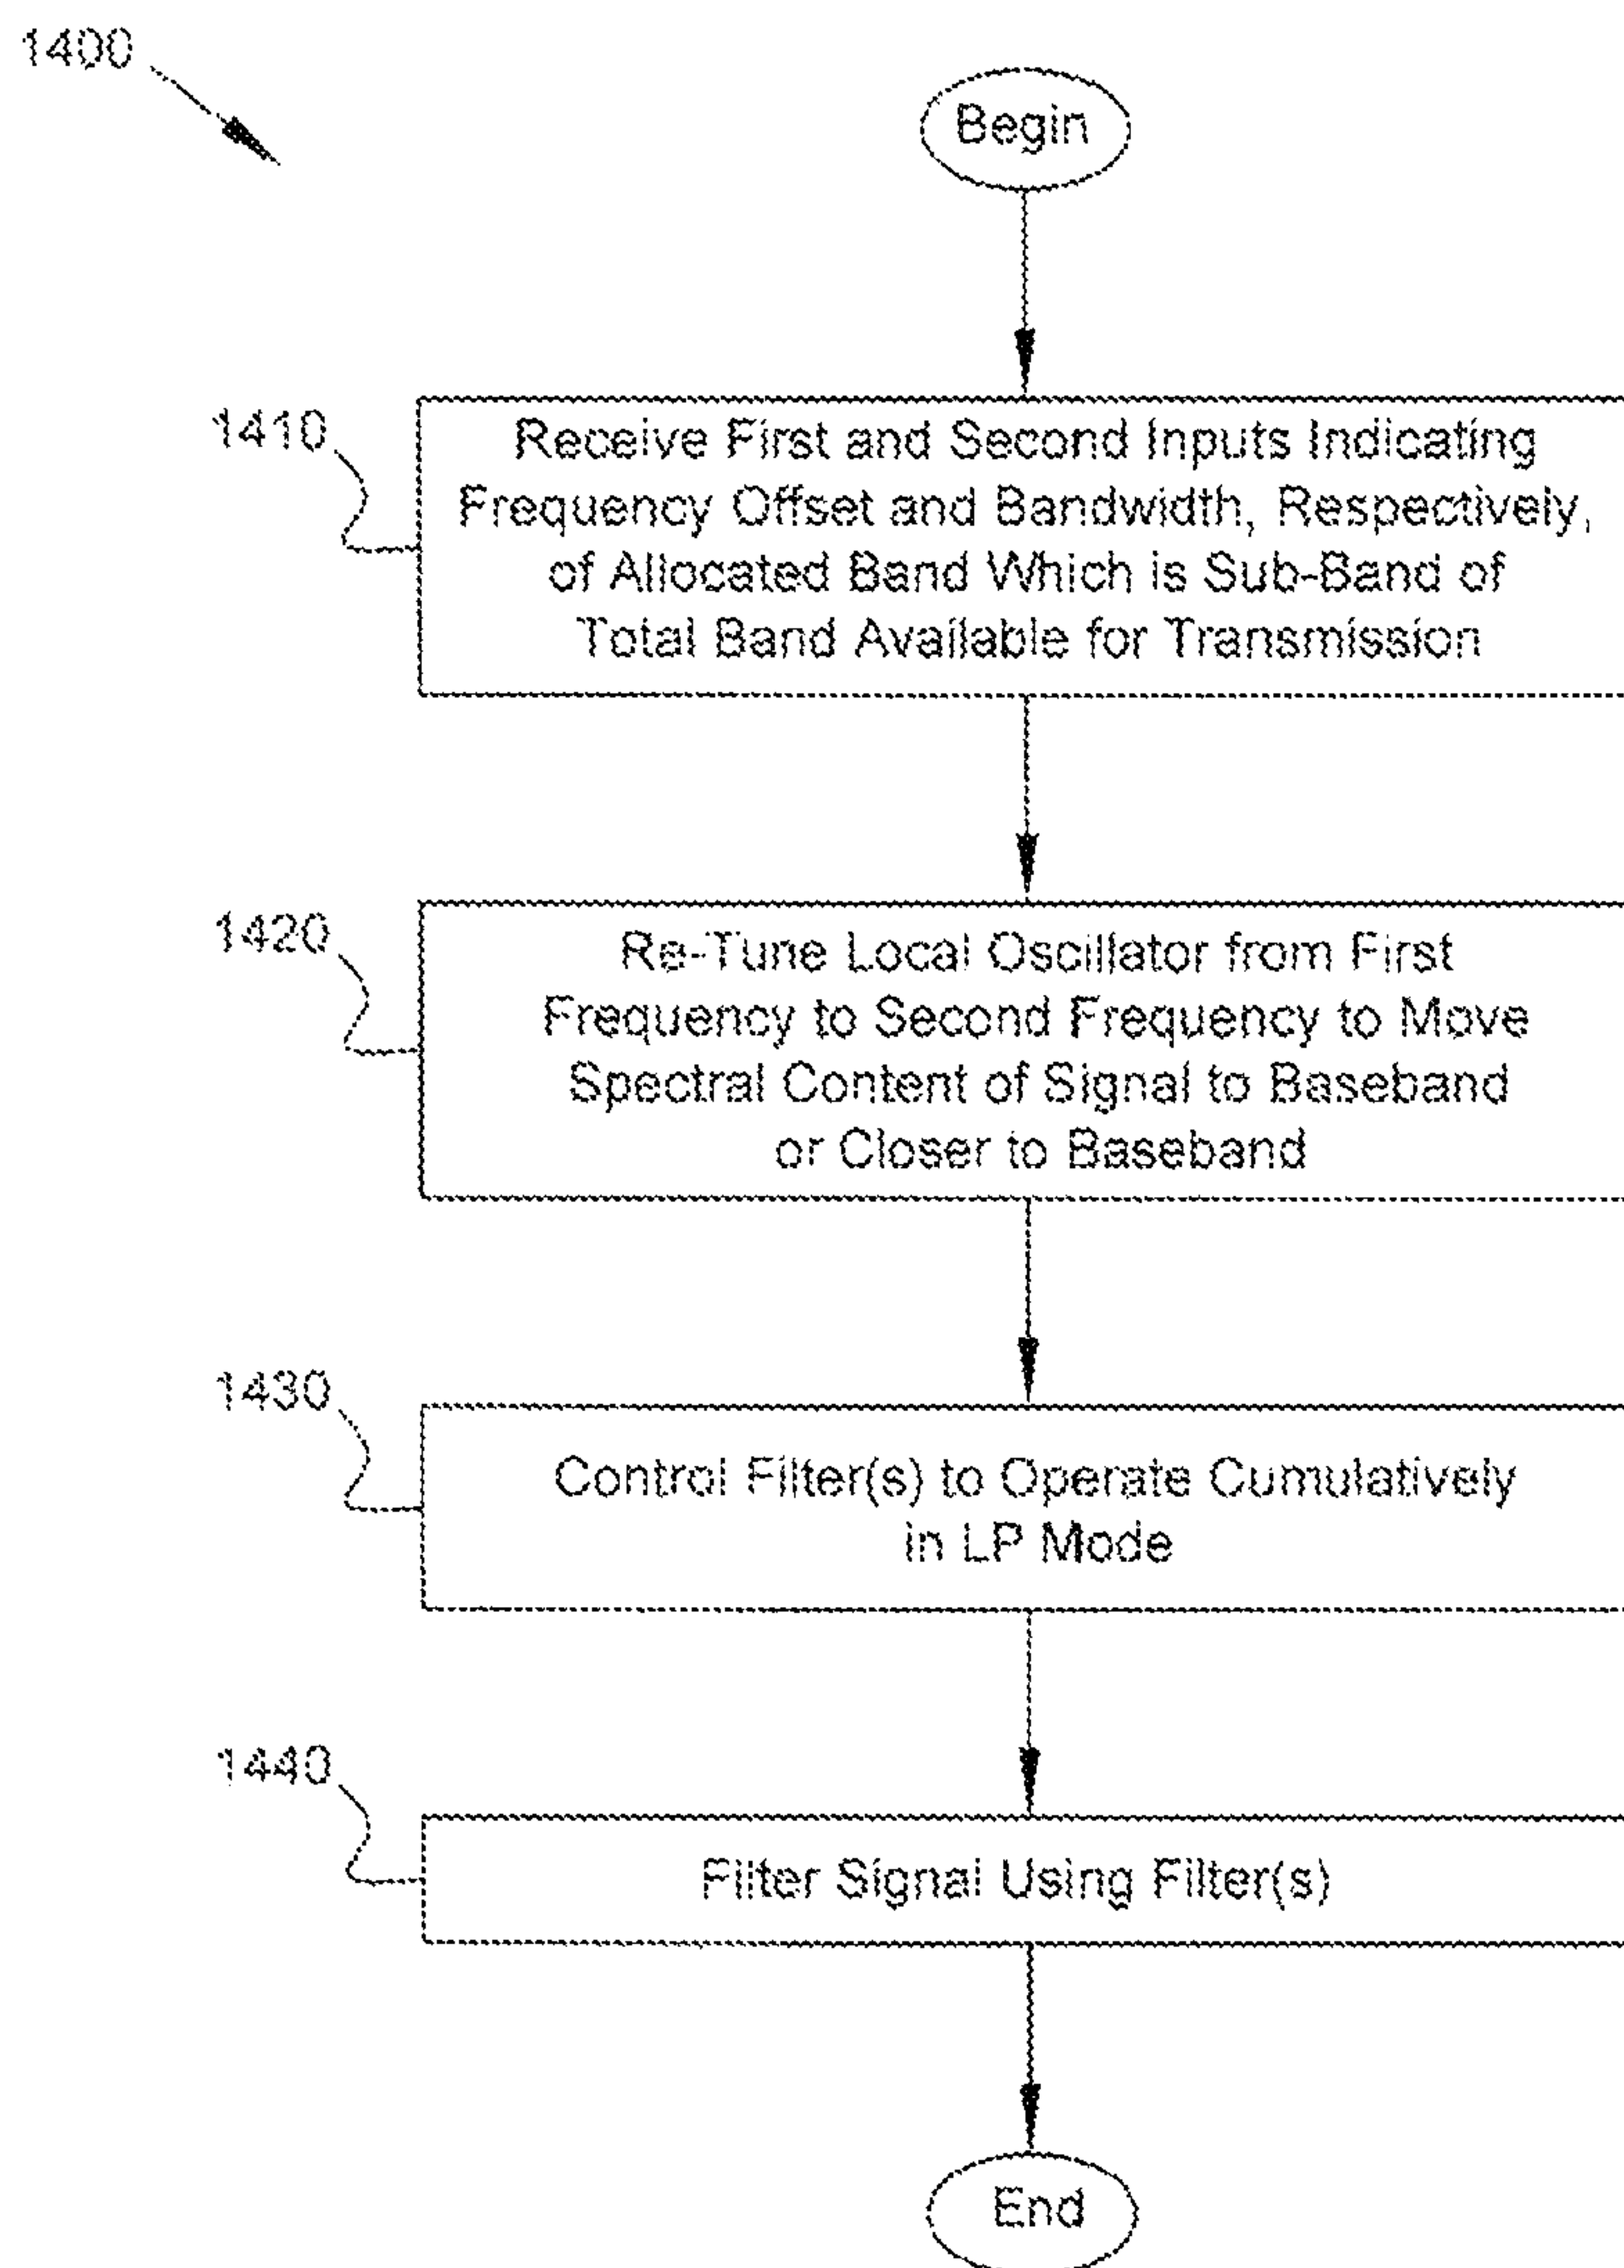 1400
Begin
1410
Receive First and Second Inputs Indicating
Frequency Offset and Bandwidth, Respectively,
of Allocated Band Which is Sub-Band of
Total Band Available for Transmission
1420
Re-Tune Local Oscillator from First
Frequency to Second Frequency to Move
Spectral Content of Signal to Baseband
or Closer to Baseband
1430
Control Filter(s) to Operate Cumulatively
in LP Mode
1440
Filter Signal Using Filter(s)
End